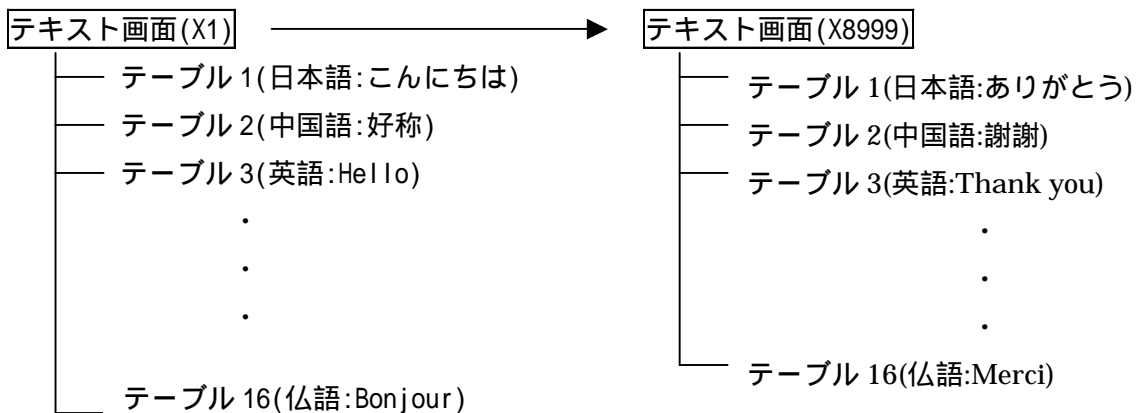 テキスト画面(X1)
テーブル 1(日本語:こんにちは)
テーブル 2(中国語:好称)
テーブル 3(英語:Hello)
・
・
・
テーブル 16(仏語:Bonjour)
テキスト画面(X8999)
テーブル 1(日本語:ありがとう)
テーブル 2(中国語:謝謝)
テーブル 3(英語:Thank you)
・
・
・
テーブル 16(仏語:Merci)